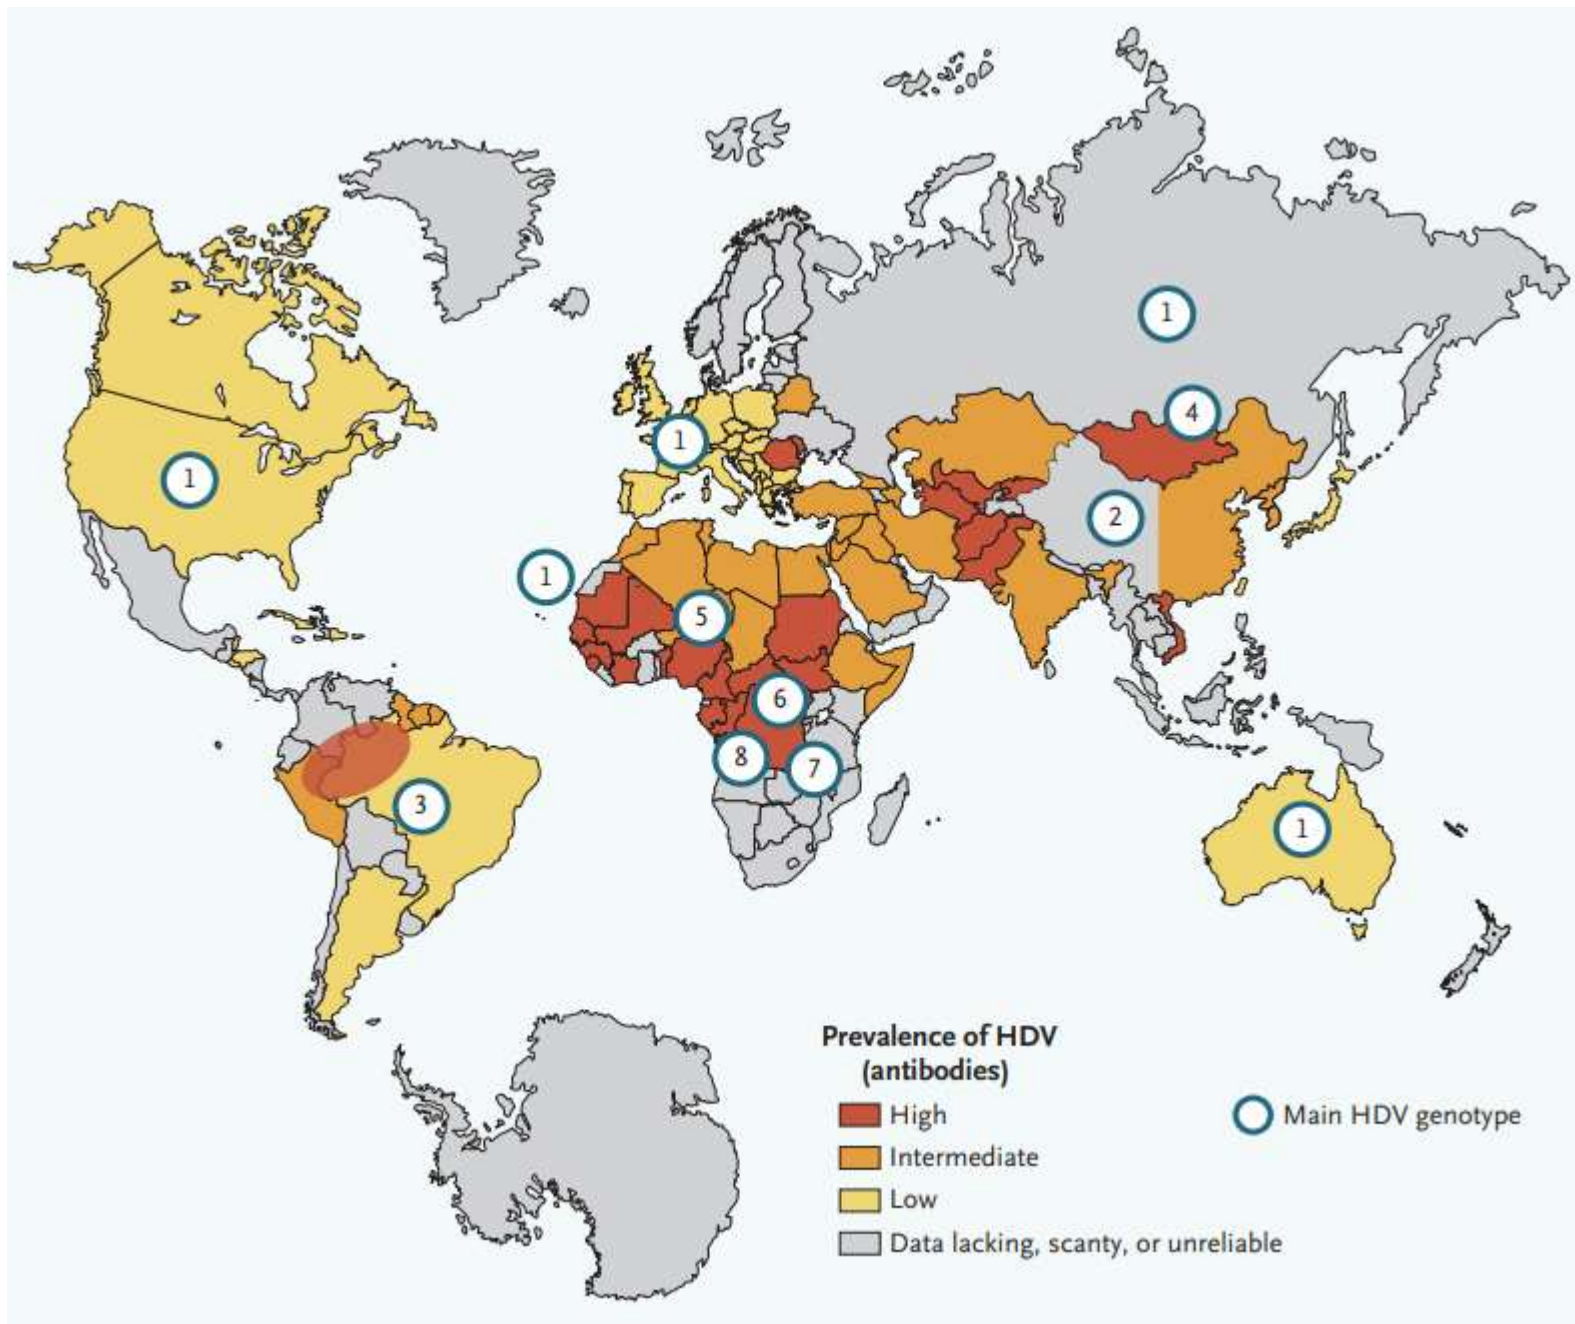 1
4
1
1
2
1
5
6
8
7
3
1
Prevalence of HDV
(antibodies)
High
Main HDV genotype
Intermediate
Low
Data lacking, scanty, or unreliable